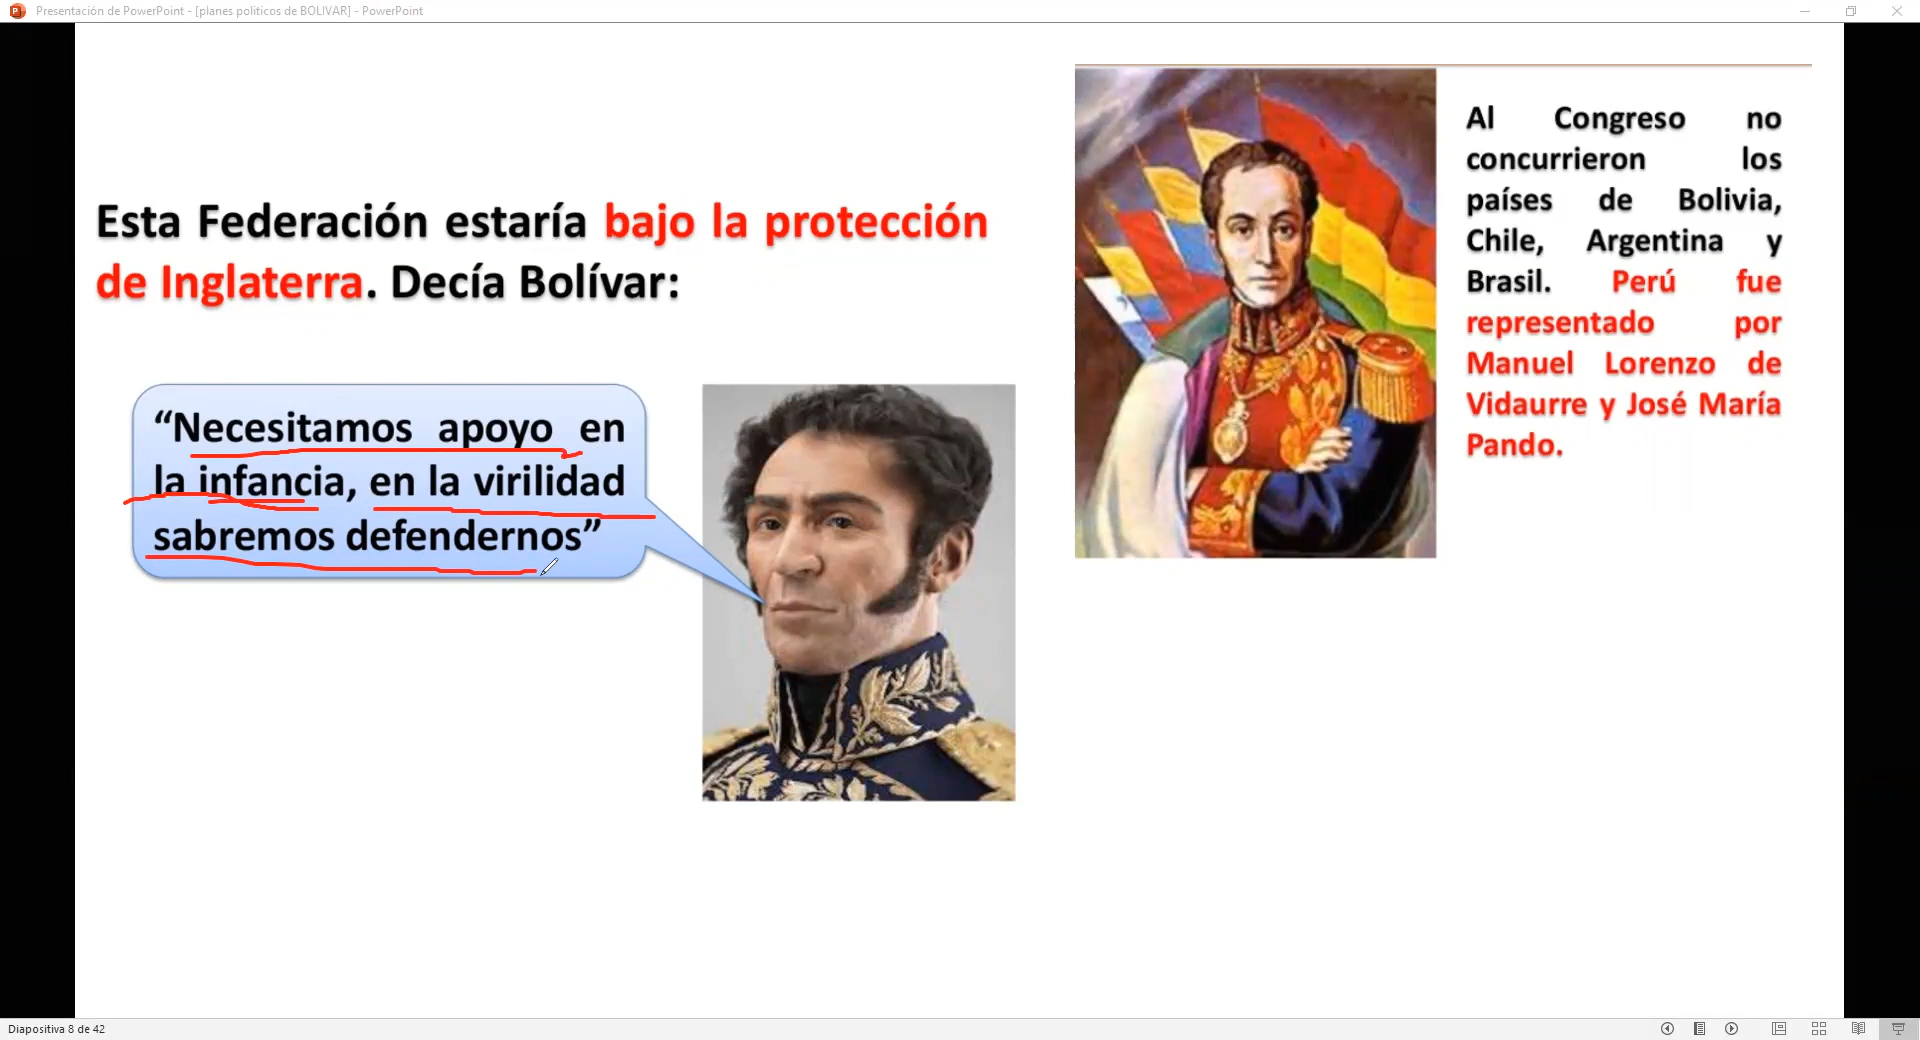 Presentación de PowerPoint - [planes politicos de BOLIVAR] - PowerPoint
Esta Federación estaría bajo la protección
de Inglaterra. Decía Bolívar:
“Necesitamos apoyo en
la infancia, en la virilidad
sabremos defendernos”
Al Congreso no
concurrieron los
países de Bolivia,
Chile, Argentina y
Brasil. Perú fue
representado por
Manuel Lorenzo de
Vidaurre y José María
Pando.
Diapositiva 8 de 42